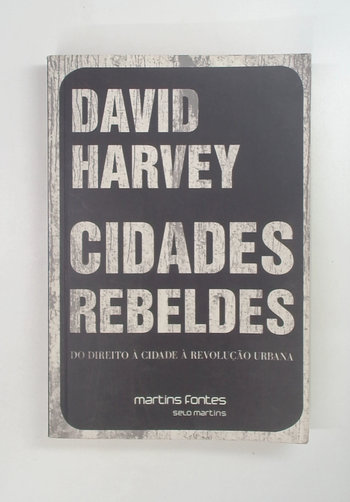 DAVID
HARVEY
CIDADES
REBELDES
DO DIREITO À CIDADE À REVOLUÇÃO URBANA
martins fontes
selo martins